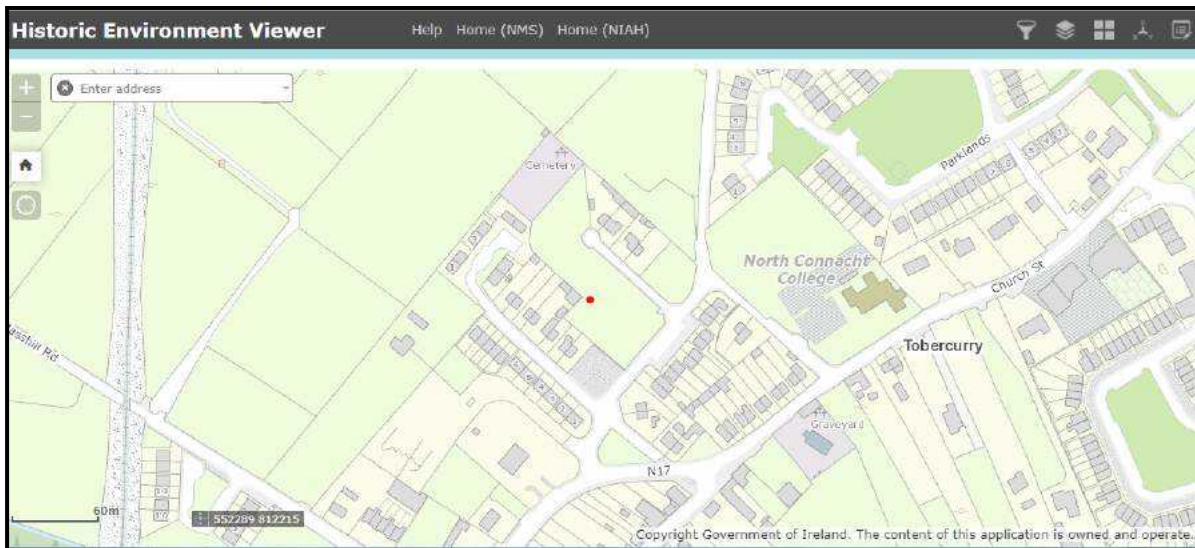 Historic Environment Viewer
Help Home (NMS) Home (NIAH)
Enter address
Cemetery
Parklands
North Connacht
College
Church St
Tobercurry
Graveyard
N17
60m
552289 812215
Copyright Government of Ireland. The content of this application is owned and operate